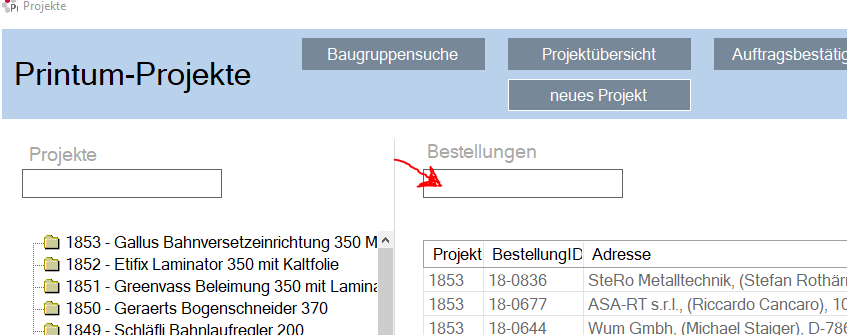 Projekte
Printum-Projekte
Baugruppensuche
Projektübersicht
neues Projekt
Projekte
Bestellungen
1853 - Gallus Bahnversetzeinrichtung 350 M
1852 - Etifix Laminator 350 mit Kaltfolie
1851 - Greenvass Beleimung 350 mit Lamina
1850 - Geraerts Bogenschneider 370
1849 - Schläfli Bahnlaufregler 200
Projekt BestellungID Adresse
1853 18-0836 SteRo Metalltechnik, (Stefan Rothärr
1853 18-0677 ASA-RT s.r.l., (Riccardo Cancaro), 10
1853 18-0644 Wum Gmbh, (Michael Staiger), D-786